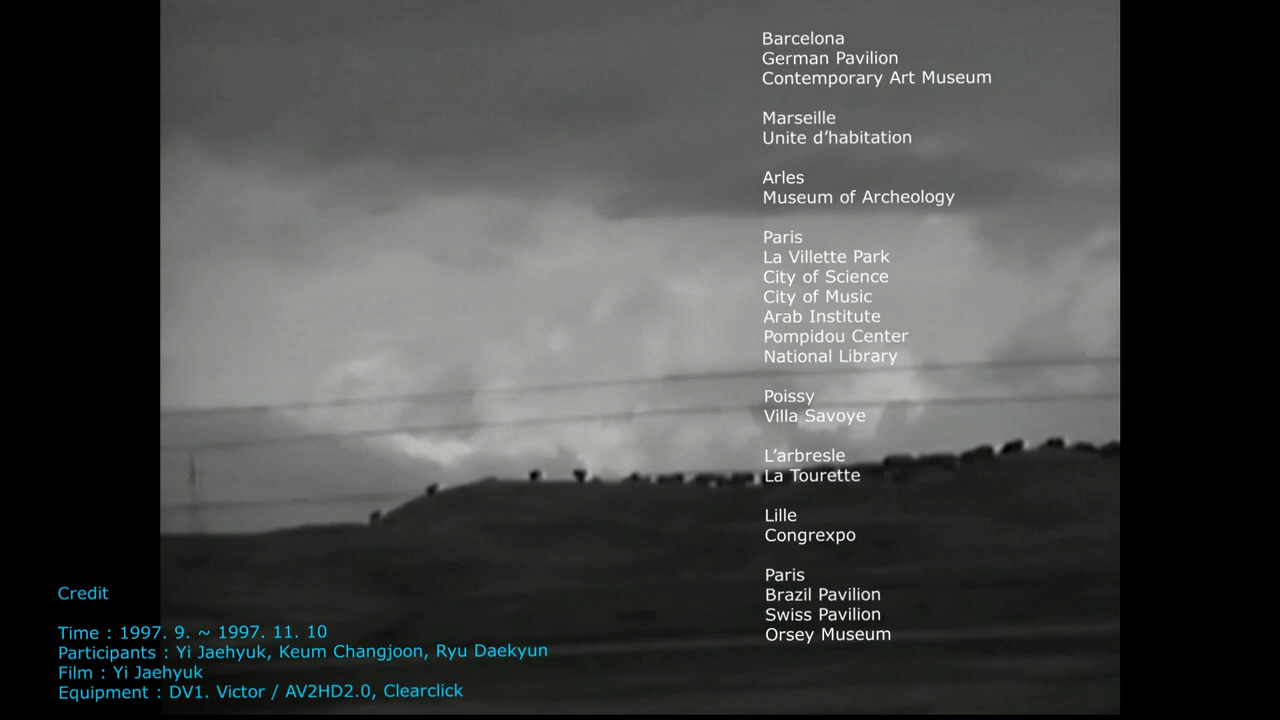 Barcelona
German Pavilion
Contemporary Art Museum
Marseille
Unite d’habitation
Arles
Museum of Archeology
Paris
La Villette Park
City of Science
City of Music
Arab Institute
Pompidou Center
National Library
Poissy
Villa Savoye
L’arbresle
La Tourette
Lille
Congrexpo
Paris
Brazil Pavilion
Swiss Pavilion
Orsey Museum
Credit
Time : 1997. 9. ~ 1997. 11. 10
Participants : Yi Jaehyuk, Keum Changjoon, Ryu Daekyun
Film : Yi Jaehyuk
Equipment : DV1. Victor / AV2HD2.0, Clearclick